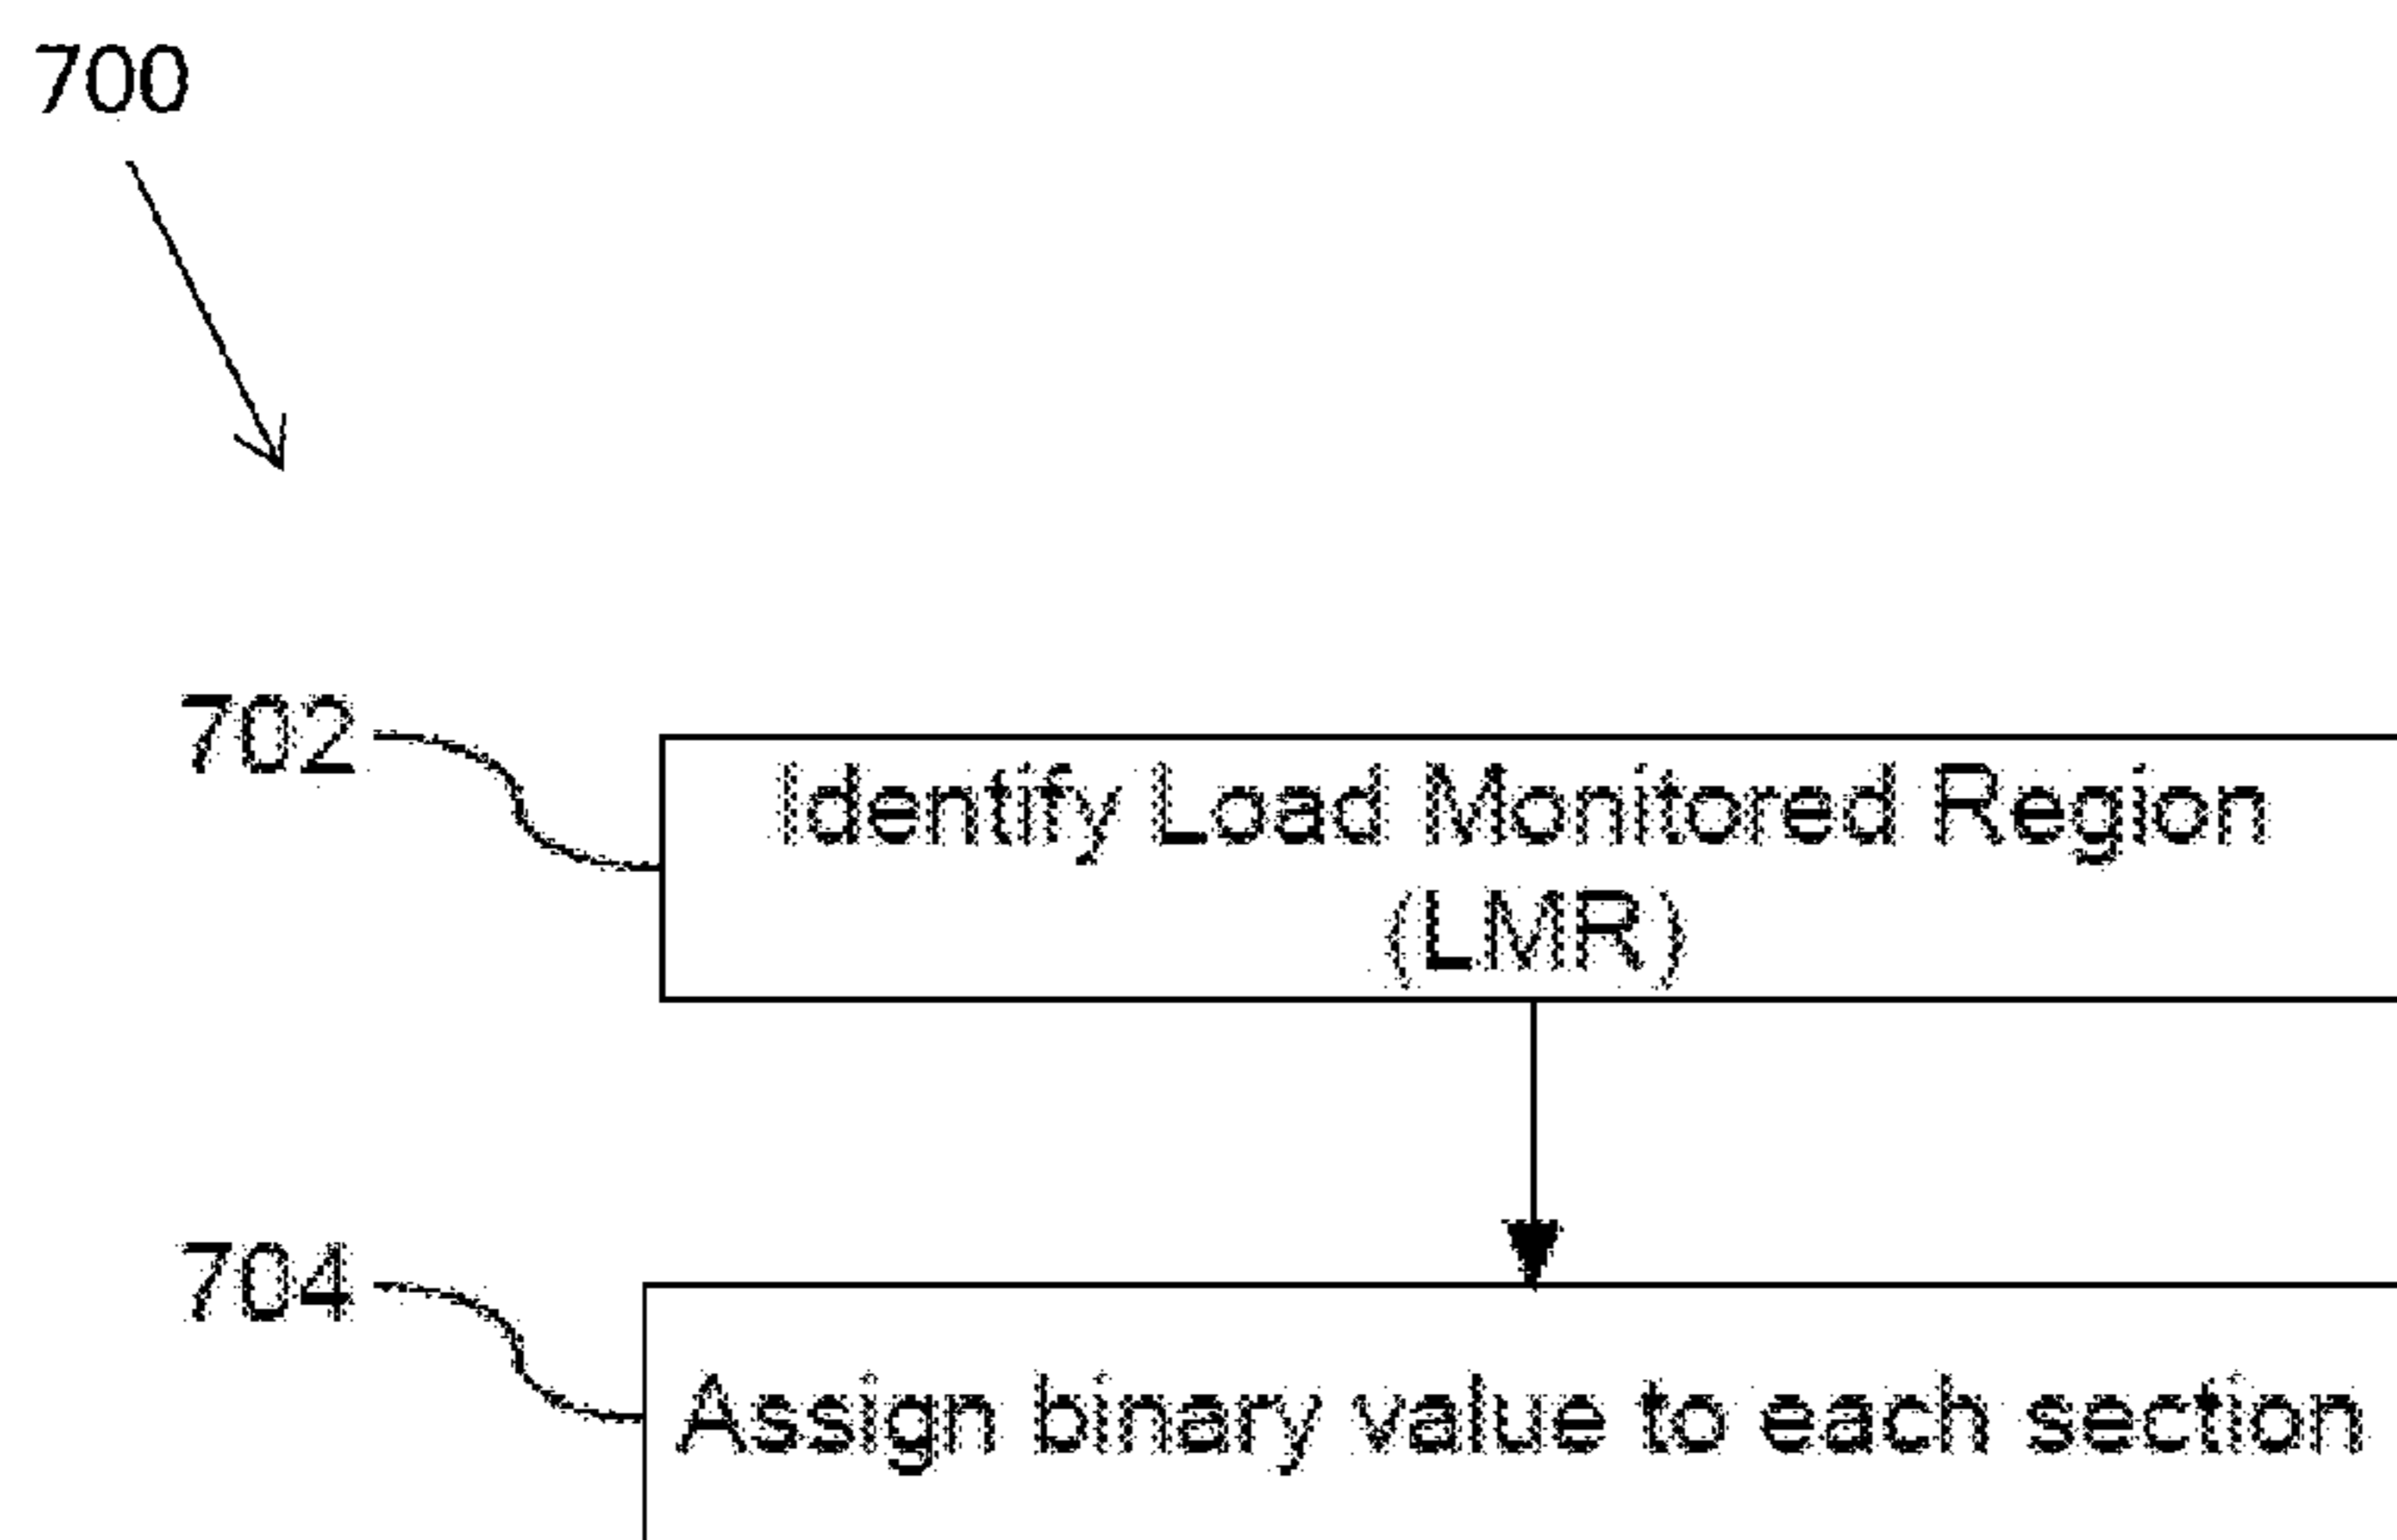 700
702
Identify Load Monitored Region
(LMR)
704
Assign binary value to each section